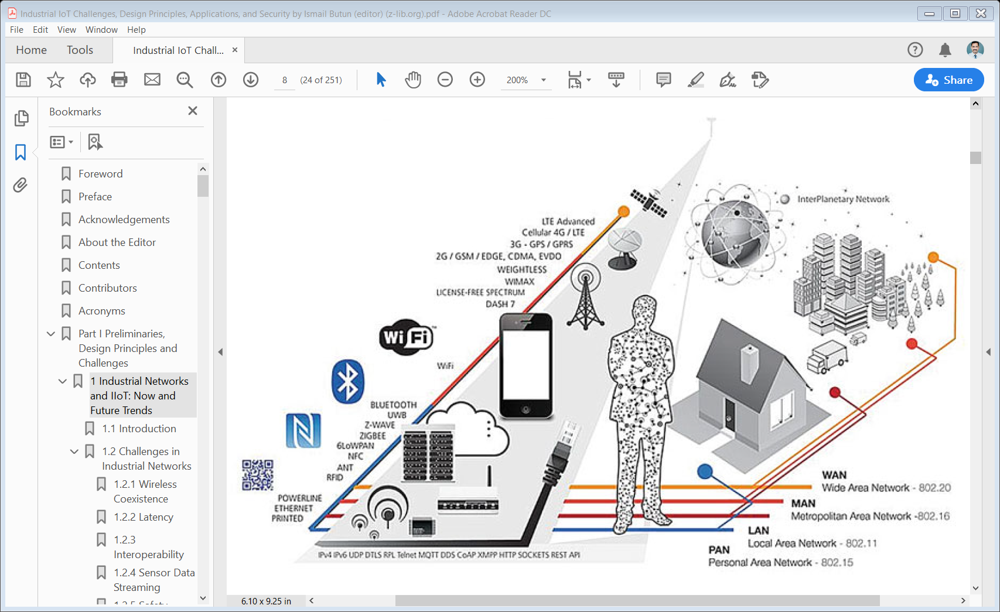 Industrial IoT Challenges, Design Principles, Applications, and Security by Ismail Butun (editor) (z-lib.org).pdf - Adobe Acrobat Reader DC
File Edit View Window Help
Home Tools Industrial IoT Chall... ×
8 (24 of 251) 200% Share
Bookmarks
Foreword
Preface
Acknowledgements
About the Editor
Contents
Contributors
Acronyms
Part I Preliminaries,
Design Principles and
Challenges
1 Industrial Networks
and IIoT: Now and
Future Trends
1.1 Introduction
1.2 Challenges in
Industrial Networks
1.2.1 Wireless
Coexistence
1.2.2 Latency
1.2.3
Interoperability
1.2.4 Sensor Data
Streaming
1.2.5 Safety
InterPlanetary Network
LTE Advanced
Cellular 4G / LTE
3G - GPS / GPRS
2G / GSM / EDGE, CDMA, EVDO
WEIGHTLESS
WIMAX
LICENSE-FREE SPECTRUM
DASH 7
WiFi™
WiFi
BLUETOOTH
UWB
Z-WAVE
ZIGBEE
6LoWPAN
NFC
ANT
RFID
POWERLINE
ETHERNET
PRINTED
IPv4 IPv6 UDP DTLS RPL Telnet MQTT DDS CoAP XMPP HTTP SOCKETS REST API
WAN
Wide Area Network - 802.20
MAN
Metropolitan Area Network -802.16
LAN
Local Area Network - 802.11
PAN
Personal Area Network - 802.15
6.10 x 9.25 in